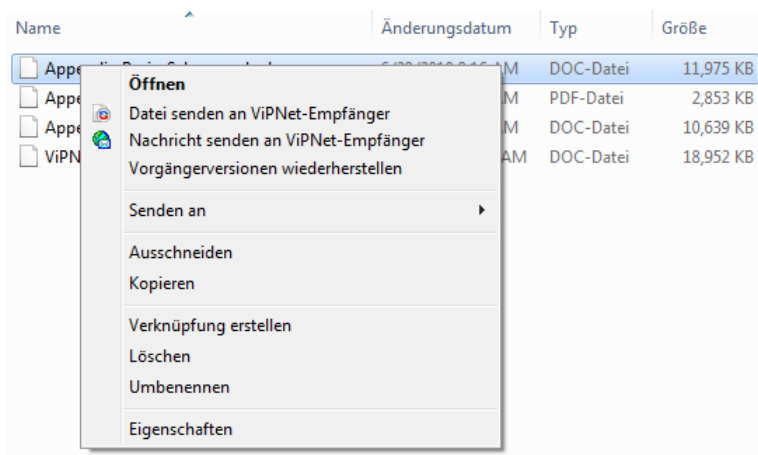 Name Änderungsdatum Typ Größe
Appe DOC-Datei 11,975 KB
Öffnen
Appe PDF-Datei 2,853 KB
Datei senden an ViPNet-Empfänger
Appe DOC-Datei 10,639 KB
Nachricht senden an ViPNet-Empfänger
ViPN AM DOC-Datei 18,952 KB
Vorgängerversionen wiederherstellen
Senden an
Ausschneiden
Kopieren
Verknüpfung erstellen
Löschen
Umbenennen
Eigenschaften